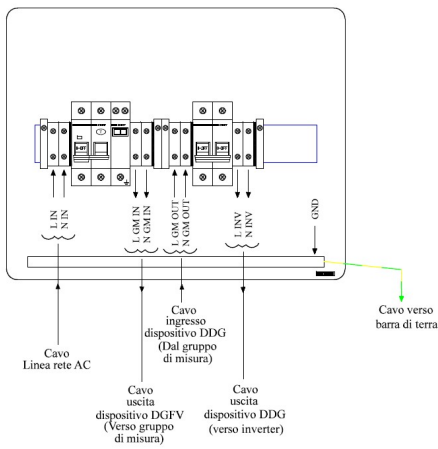 L IN
N IN
L GM IN
N GM IN
L GM OUT
N GM OUT
L INV
N INV
GND
Cavo
Linea rete AC
Cavo
uscita
dispositivo DGFV
(Verso gruppo
di misura)
Cavo
ingresso
dispositivo DDG
(Dal gruppo
di misura)
Cavo
uscita
dispositivo DDG
(verso inverter)
Cavo verso
barra di terra